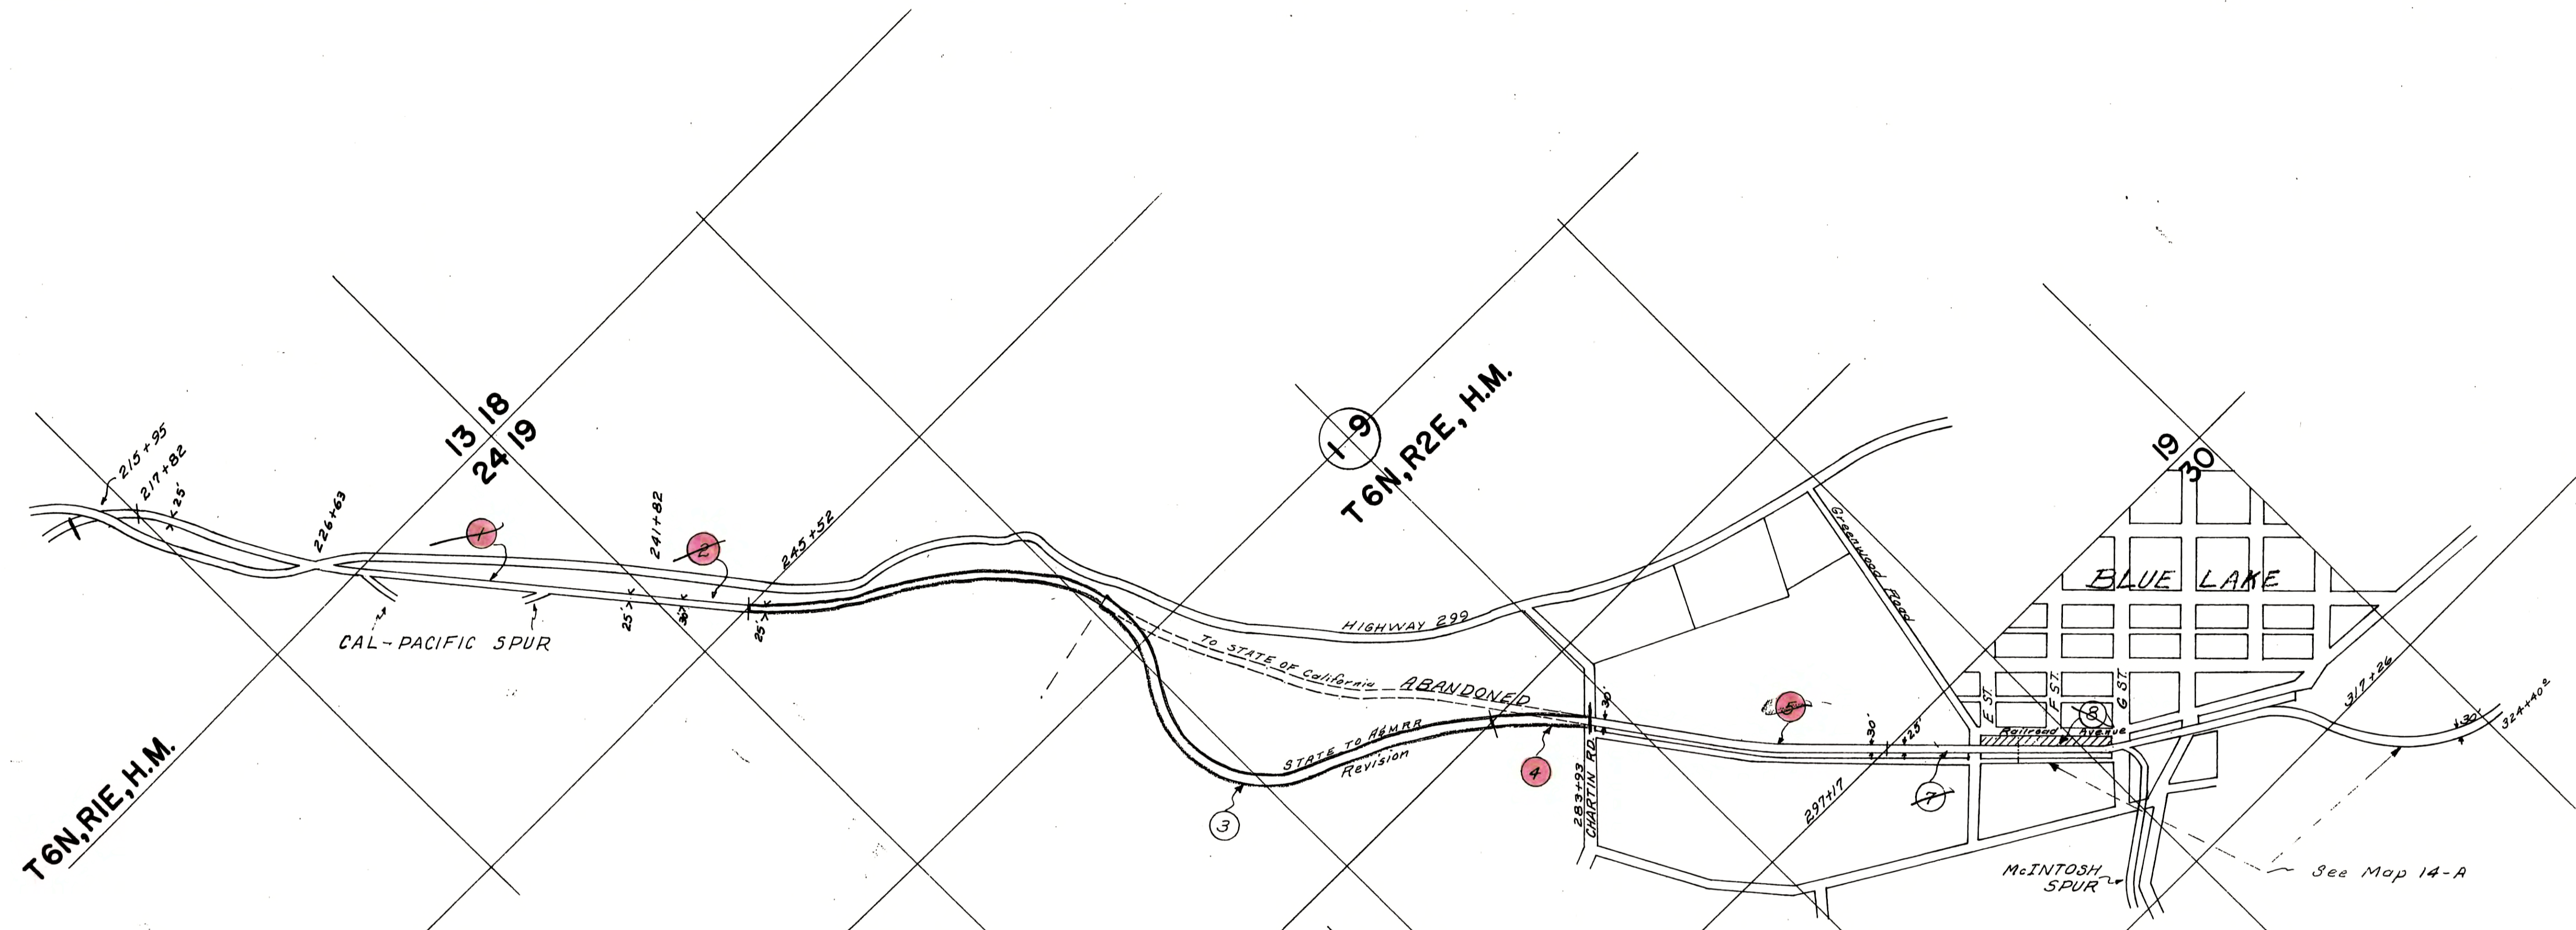 215+95
217+82
25'
226+63
13 18
24 19
1
241+82
2
245+52
25'
30'
25'
CAL-PACIFIC SPUR
T6N, R1E, H.M.
19
T6N, R2E, H.M.
HIGHWAY 299
TO STATE OF California
ABANDONED
STATE TO A&MRR
Revision
3
4
30'
283+93
CHARTIN RD.
Greenwood Road
5
30'
25'
297+17
7
19
30
BLUE LAKE
E ST.
F ST.
G ST.
8
Railroad Avenue
317+26
30'
324+40⁰
McINTOSH
SPUR
See Map 14-A